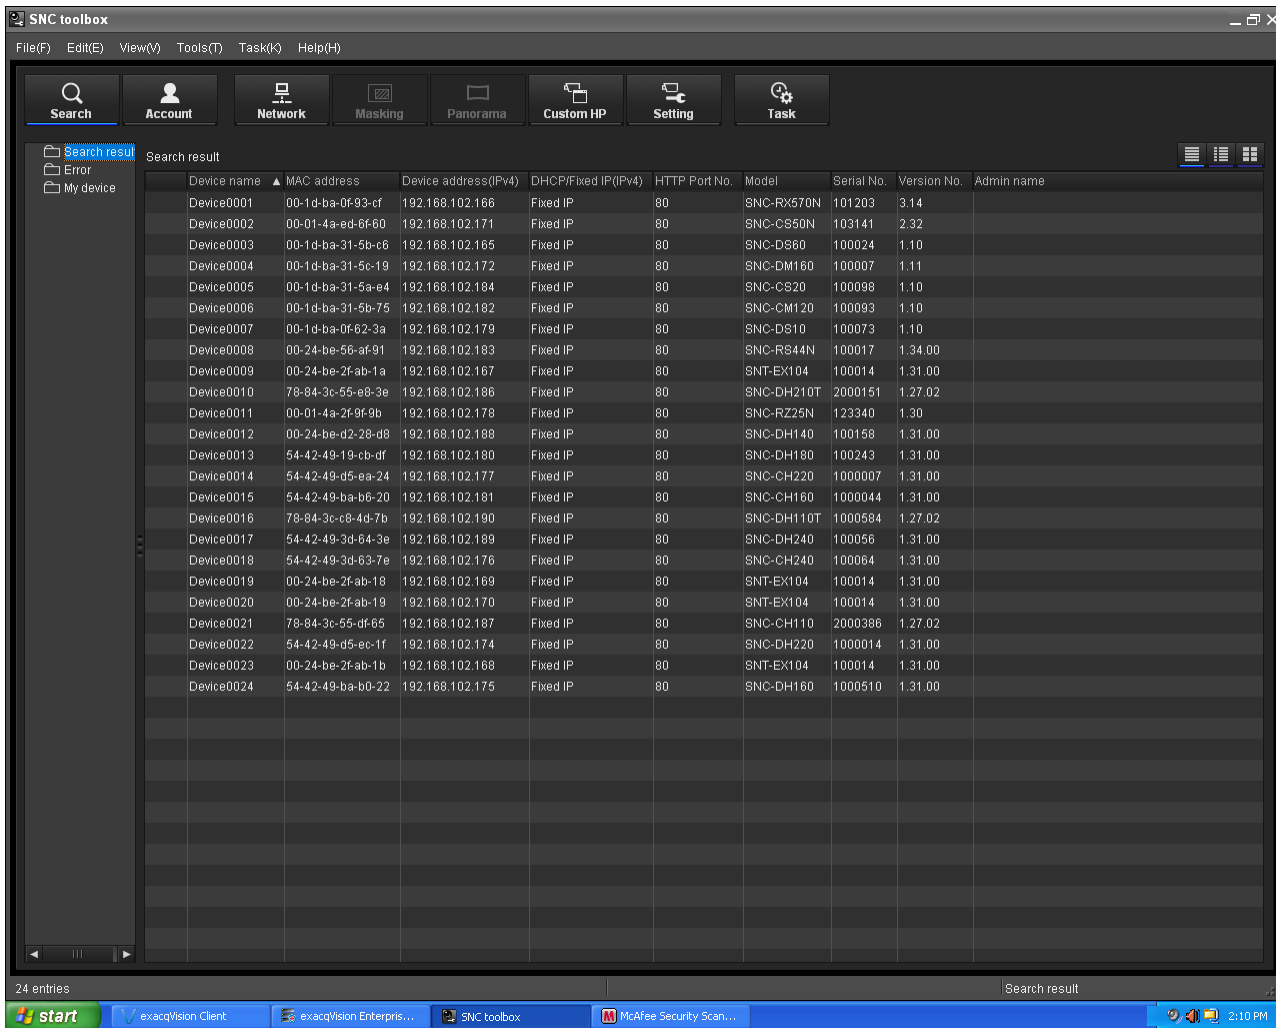 SNC toolbox
File(F) Edit(E) View(V) Tools(T) Task(K) Help(H)
Search Account Network Masking Panorama Custom HP Setting Task
Search resul
Error
My device
Search result
Device name MAC address Device address(IPv4) DHCP/Fixed IP(IPv4) HTTP Port No. Model Serial No. Version No. Admin name
Device0001 00-1d-ba-0f-93-cf 192.168.102.166 Fixed IP 80 SNC-RX570N 101203 3.14
Device0002 00-01-4a-ed-6f-60 192.168.102.171 Fixed IP 80 SNC-CS50N 103141 2.32
Device0003 00-1d-ba-31-5b-c6 192.168.102.165 Fixed IP 80 SNC-DS60 100024 1.10
Device0004 00-1d-ba-31-5c-19 192.168.102.172 Fixed IP 80 SNC-DM160 100007 1.11
Device0005 00-1d-ba-31-5a-e4 192.168.102.184 Fixed IP 80 SNC-CS20 100098 1.10
Device0006 00-1d-ba-31-5b-75 192.168.102.182 Fixed IP 80 SNC-CM120 100093 1.10
Device0007 00-1d-ba-0f-62-3a 192.168.102.179 Fixed IP 80 SNC-DS10 100073 1.10
Device0008 00-24-be-56-af-91 192.168.102.183 Fixed IP 80 SNC-RS44N 100017 1.34.00
Device0009 00-24-be-2f-ab-1a 192.168.102.167 Fixed IP 80 SNT-EX104 100014 1.31.00
Device0010 78-84-3c-55-e8-3e 192.168.102.186 Fixed IP 80 SNC-DH210T 2000151 1.27.02
Device0011 00-01-4a-2f-9f-9b 192.168.102.178 Fixed IP 80 SNC-RZ25N 123340 1.30
Device0012 00-24-be-d2-28-d8 192.168.102.188 Fixed IP 80 SNC-DH140 100158 1.31.00
Device0013 54-42-49-19-cb-df 192.168.102.180 Fixed IP 80 SNC-DH180 100243 1.31.00
Device0014 54-42-49-d5-ea-24 192.168.102.177 Fixed IP 80 SNC-CH220 1000007 1.31.00
Device0015 54-42-49-ba-b6-20 192.168.102.181 Fixed IP 80 SNC-CH160 1000044 1.31.00
Device0016 78-84-3c-c8-4d-7b 192.168.102.190 Fixed IP 80 SNC-DH110T 1000584 1.27.02
Device0017 54-42-49-3d-64-3e 192.168.102.189 Fixed IP 80 SNC-DH240 100056 1.31.00
Device0018 54-42-49-3d-63-7e 192.168.102.176 Fixed IP 80 SNC-CH240 100064 1.31.00
Device0019 00-24-be-2f-ab-18 192.168.102.169 Fixed IP 80 SNT-EX104 100014 1.31.00
Device0020 00-24-be-2f-ab-19 192.168.102.170 Fixed IP 80 SNT-EX104 100014 1.31.00
Device0021 78-84-3c-55-df-65 192.168.102.187 Fixed IP 80 SNC-CH110 2000386 1.27.02
Device0022 54-42-49-d5-ec-1f 192.168.102.174 Fixed IP 80 SNC-DH220 1000014 1.31.00
Device0023 00-24-be-2f-ab-1b 192.168.102.168 Fixed IP 80 SNT-EX104 100014 1.31.00
Device0024 54-42-49-ba-b0-22 192.168.102.175 Fixed IP 80 SNC-DH160 1000510 1.31.00
24 entries Search result
start exacqVision Client exacqVision Enterpris... SNC toolbox McAfee Security Scan... 2:10 PM